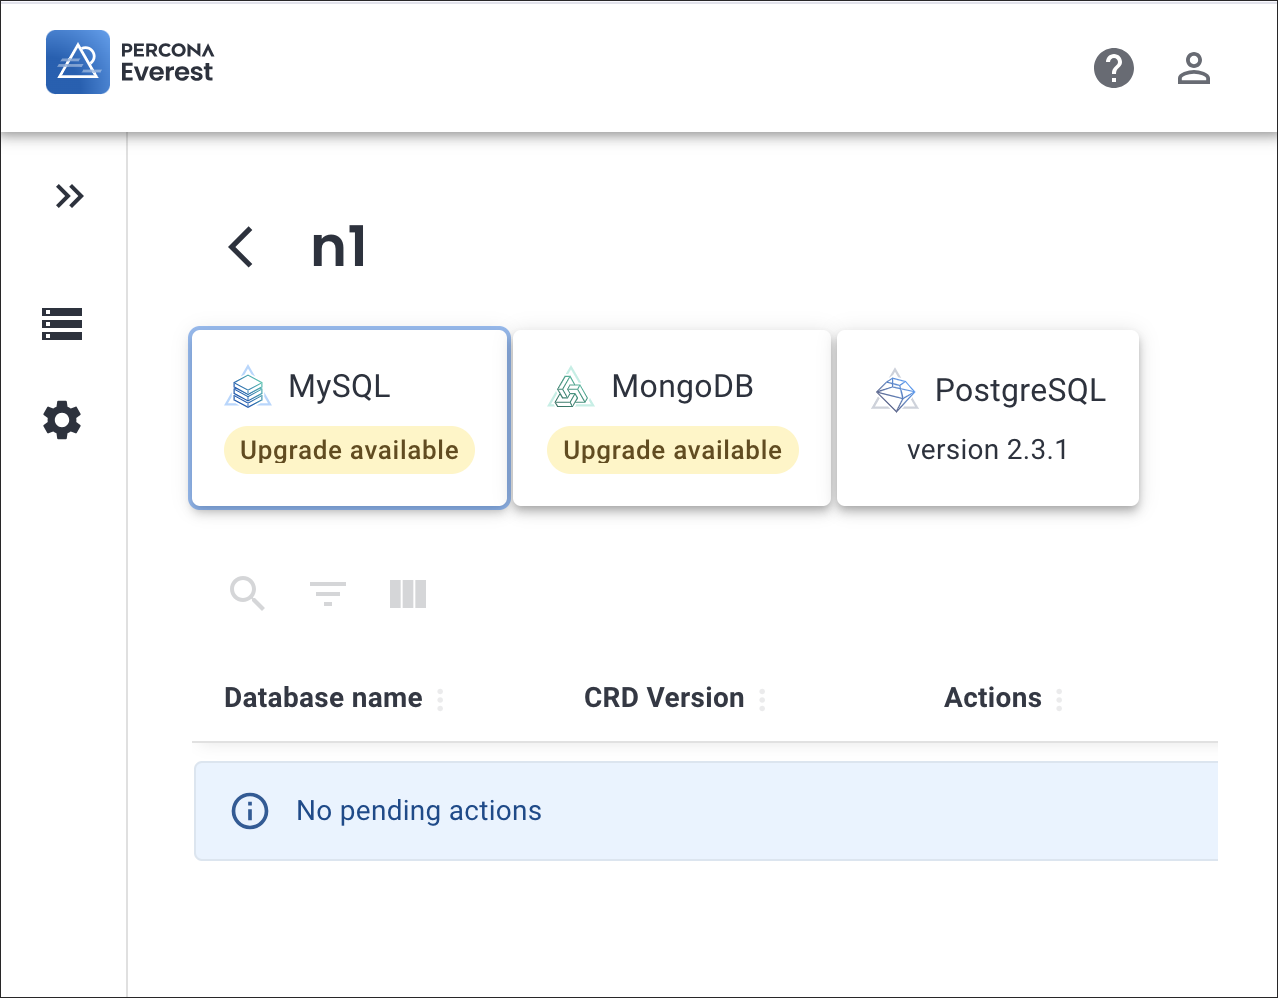 PERCONA
Everest
n1
MySQL
Upgrade available
MongoDB
Upgrade available
PostgreSQL
version 2.3.1
Database name
CRD Version
Actions
No pending actions